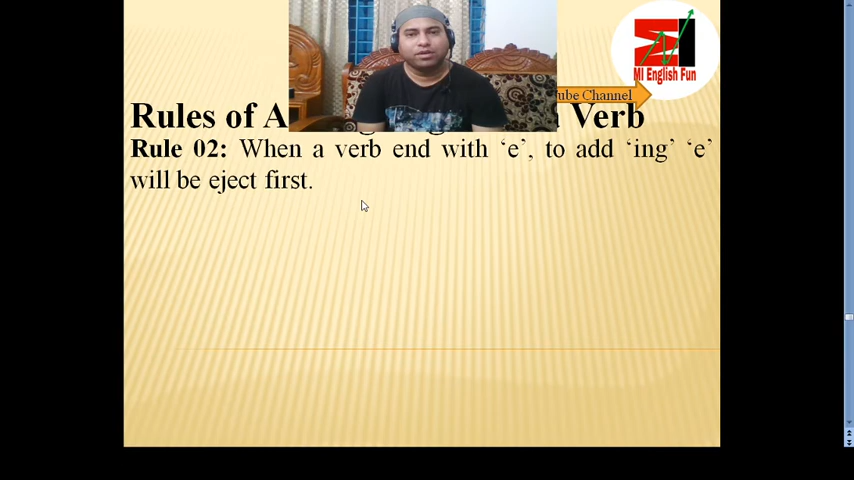 MI English Fun
ube Channel
Rules of A Verb
Rule 02: When a verb end with ‘e’, to add ‘ing’ ‘e’
will be eject first.